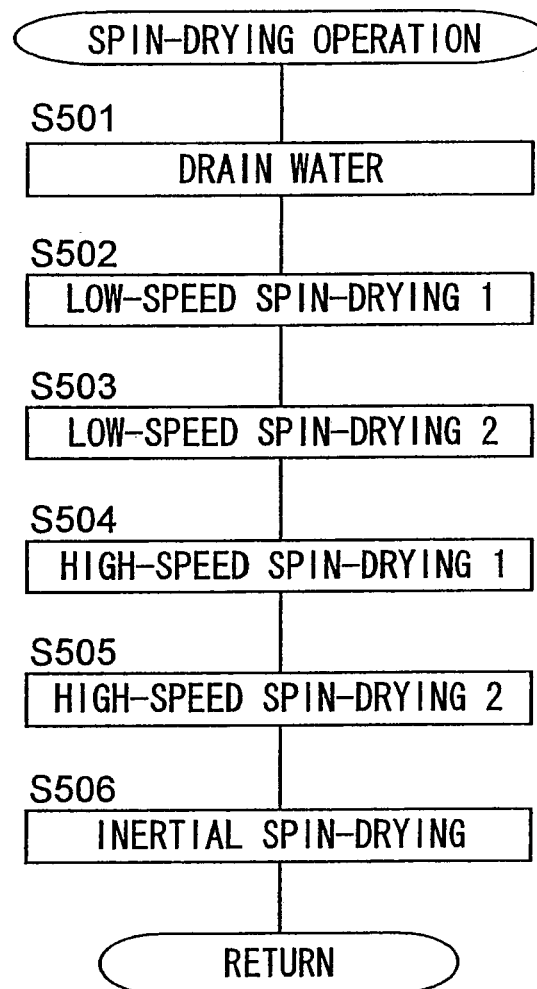 SPIN-DRYING OPERATION
S501
DRAIN WATER
S502
LOW-SPEED SPIN-DRYING 1
S503
LOW-SPEED SPIN-DRYING 2
S504
HIGH-SPEED SPIN-DRYING 1
S505
HIGH-SPEED SPIN-DRYING 2
S506
INERTIAL SPIN-DRYING
RETURN